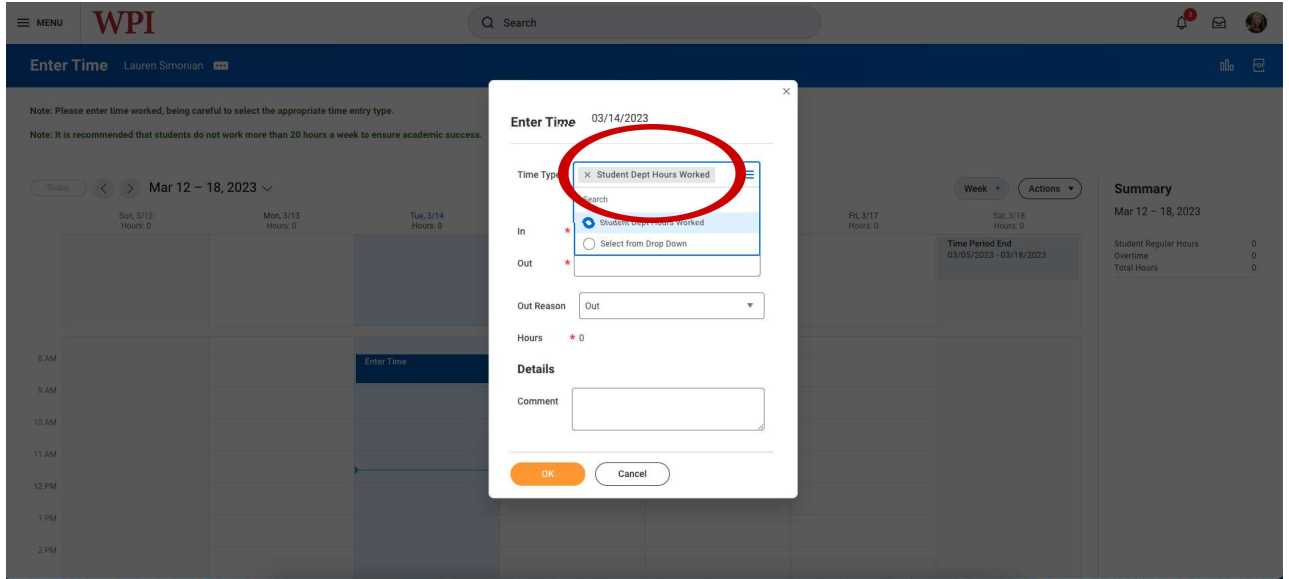 MENU
WPI
Search
3
Enter Time Lauren Simonian
PDF
Note: Please enter time worked, being careful to select the appropriate time entry type.
Note: It is recommended that students do not work more than 20 hours a week to ensure academic success.
Today
Mar 12 – 18, 2023
Week
Actions
Sun, 3/12
Hours: 0
Mon, 3/13
Hours: 0
Tue, 3/14
Hours: 0
Fri, 3/17
Hours: 0
Sat, 3/18
Hours: 0
Time Period End
03/05/2023 - 03/18/2023
8 AM
9 AM
10 AM
11 AM
12 PM
1 PM
2 PM
Enter Time
Enter Time 03/14/2023
Time Type
× Student Dept Hours Worked
Search
Student Dept Hours Worked
Select from Drop Down
In *
Out *
Out Reason Out
Hours * 0
Details
Comment
OK
Cancel
Summary
Mar 12 – 18, 2023
Student Regular Hours 0
Overtime 0
Total Hours 0